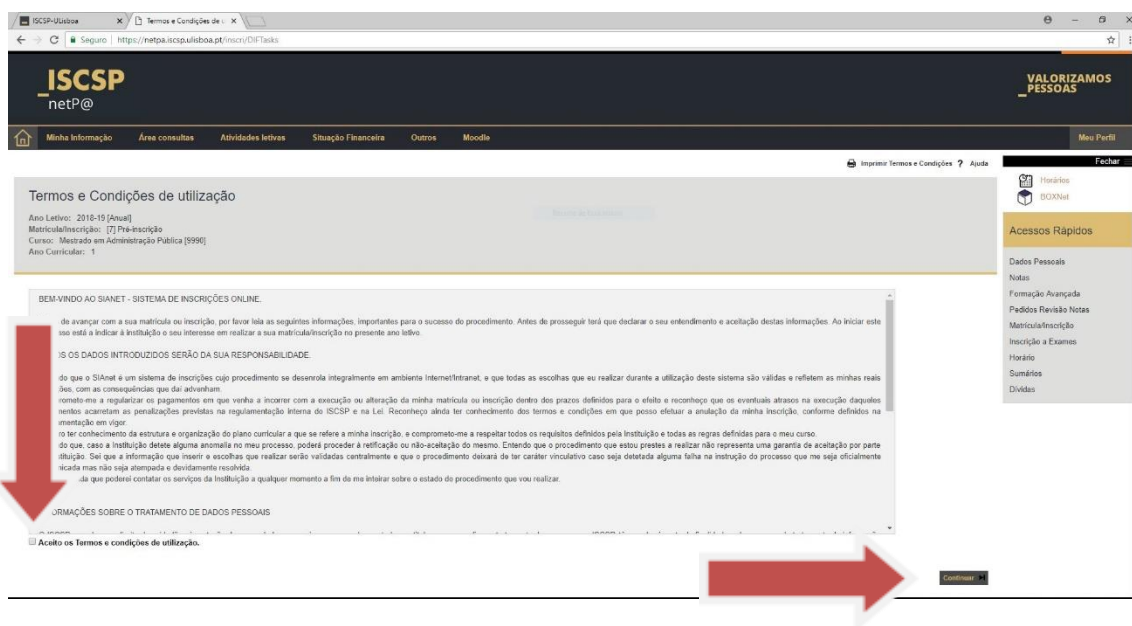 ISCSP-ULisboa
Termos e Condições de u
Seguro https://netpa.iscsp.ulisboa.pt/inscri/DIFTasks
_ISCSP
netP@
VALORIZAMOS
_PESSOAS
Minha Informação Área consultas Atividades letivas Situação Financeira Outros Moodle Meu Perfil
Imprimir Termos e Condições ? Ajuda
Fechar
Horários
BOXNet
Termos e Condições de utilização
Ano Letivo: 2018-19 [Anual]
Matrícula/Inscrição: [7] Pré-inscrição
Curso: Mestrado em Administração Pública [9990]
Ano Curricular: 1
Acessos Rápidos
Dados Pessoais
Notas
Formação Avançada
Pedidos Revisão Notas
Matrícula/Inscrição
Inscrição a Exames
Horário
Sumários
Dívidas
BEM-VINDO AO SIANET - SISTEMA DE INSCRIÇÕES ONLINE.
de avançar com a sua matrícula ou inscrição, por favor leia as seguintes informações, importantes para o sucesso do procedimento. Antes de prosseguir terá que declarar o seu entendimento e aceitação destas informações. Ao iniciar este
sso está a indicar à instituição o seu interesse em realizar a sua matrícula/inscrição no presente ano letivo.
S OS DADOS INTRODUZIDOS SERÃO DA SUA RESPONSABILIDADE.
do que o SIAnet é um sistema de inscrições cujo procedimento se desenrola integralmente em ambiente Internet/Intranet, e que todas as escolhas que eu realizar durante a utilização deste sistema são válidas e refletem as minhas reais
ões, com as consequências que daí advenham.
rometo-me a regularizar os pagamentos em que venha a incorrer com a execução ou alteração da minha matrícula ou inscrição dentro dos prazos definidos para o efeito e reconheço que os eventuais atrasos na execução daqueles
mentos acarretam as penalizações previstas na regulamentação interna do ISCSP e na Lei. Reconheço ainda ter conhecimento dos termos e condições em que posso efetuar a anulação da minha inscrição, conforme definidos na
mentação em vigor.
ro ter conhecimento da estrutura e organização do plano curricular a que se refere a minha inscrição, e comprometo-me a respeitar todos os requisitos definidos pela Instituição e todas as regras definidas para o meu curso.
do que, caso a Instituição detete alguma anomalia no meu processo, poderá proceder à retificação ou não-aceitação do mesmo. Entendo que o procedimento que estou prestes a realizar não representa uma garantia de aceitação por parte
tituição. Sei que a informação que inserir e escolhas que realizar serão validadas centralmente e que o procedimento deixará de ter caráter vinculativo caso seja detetada alguma falha na instrução do processo que me seja oficialmente
nicada mas não seja atempada e devidamente resolvida.
da que poderei contatar os serviços da Instituição a qualquer momento a fim de me inteirar sobre o estado do procedimento que vou realizar.
ORMAÇÕES SOBRE O TRATAMENTO DE DADOS PESSOAIS
Aceito os Termos e condições de utilização.
Continuar